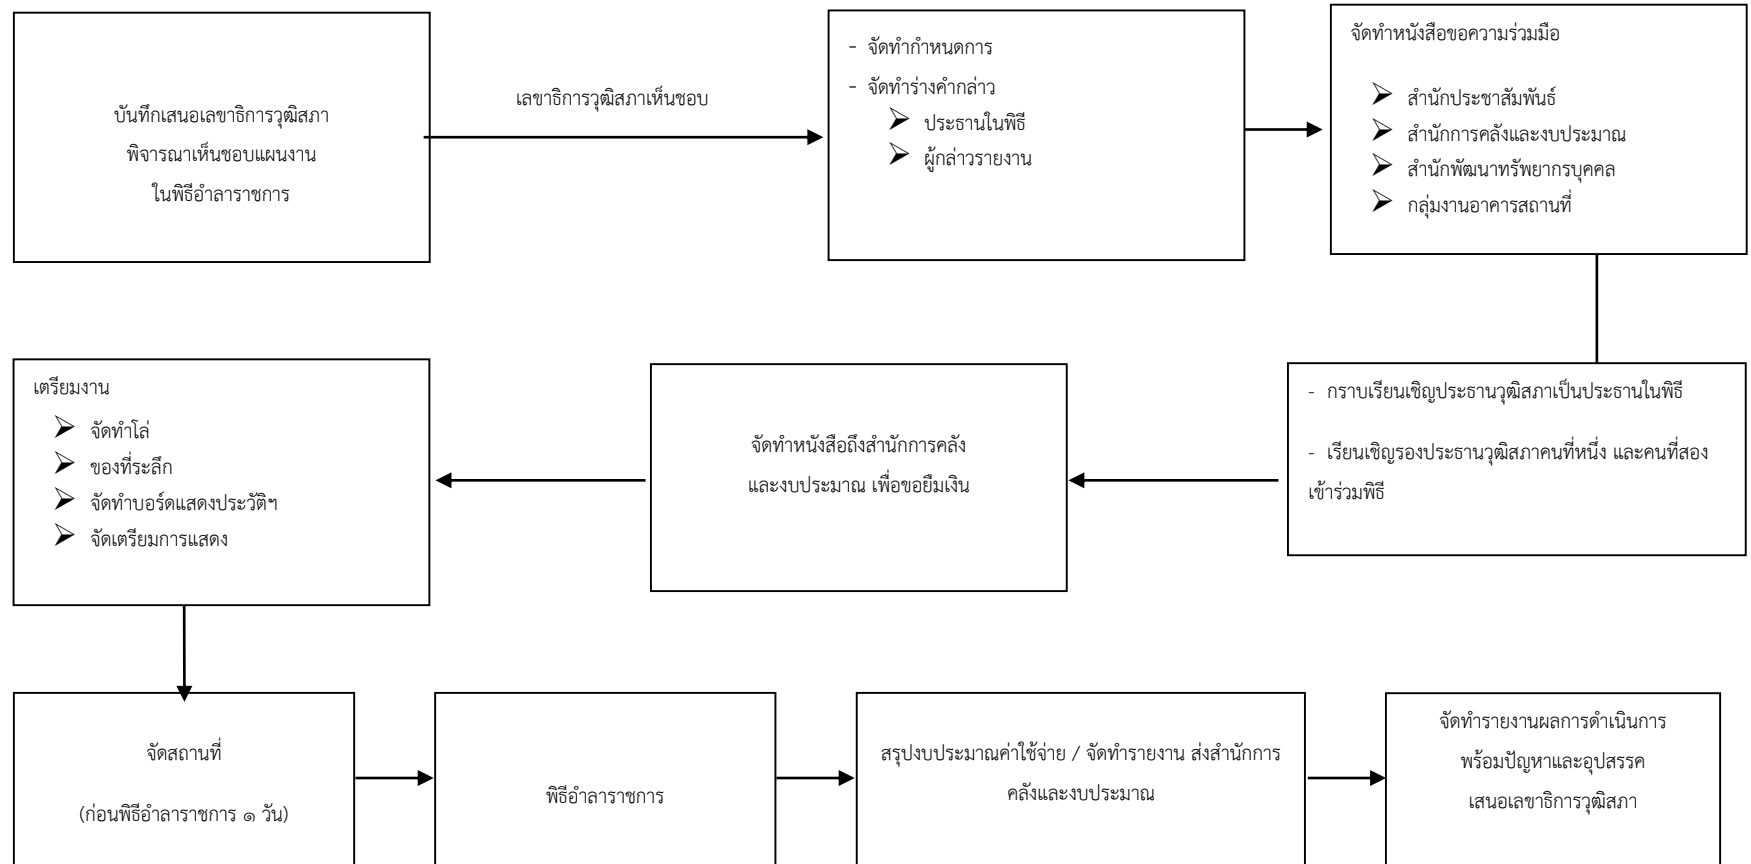 บันทึกเสนอเลขาธิการวุฒิสภา
พิจารณาเห็นชอบแผนงาน
ในพิธีอำลาราชการ
เลขาธิการวุฒิสภาเห็นชอบ
- จัดทำกำหนดการ
- จัดทำร่างคำกล่าว
➢ ประธานในพิธี
➢ ผู้กล่าวรายงาน
จัดทำหนังสือขอความร่วมมือ
➢ สำนักประชาสัมพันธ์
➢ สำนักการคลังและงบประมาณ
➢ สำนักพัฒนาทรัพยากรบุคคล
➢ กลุ่มงานอาคารสถานที่
- กราบเรียนเชิญประธานวุฒิสภาเป็นประธานในพิธี
- เรียนเชิญรองประธานวุฒิสภาคนที่หนึ่ง และคนที่สอง
เข้าร่วมพิธี
จัดทำหนังสือถึงสำนักการคลัง
และงบประมาณ เพื่อขอยืมเงิน
เตรียมงาน
➢ จัดทำโล่
➢ ของที่ระลึก
➢ จัดทำบอร์ดแสดงประวัติฯ
➢ จัดเตรียมการแสดง
จัดสถานที่
(ก่อนพิธีอำลาราชการ ๑ วัน)
พิธีอำลาราชการ
สรุปงบประมาณค่าใช้จ่าย / จัดทำรายงาน ส่งสำนักการ
คลังและงบประมาณ
จัดทำรายงานผลการดำเนินการ
พร้อมปัญหาและอุปสรรค
เสนอเลขาธิการวุฒิสภา